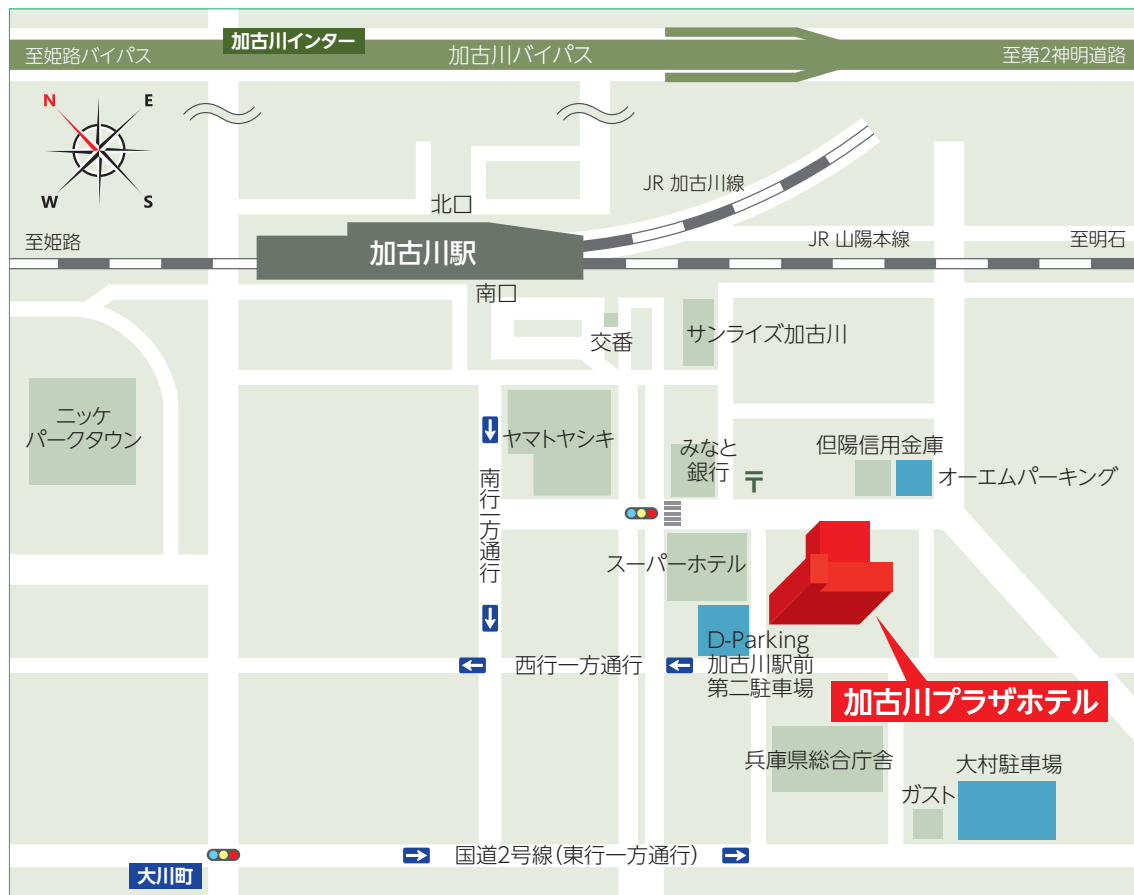 加古川インター
至姫路バイパス
加古川バイパス
至第2神明道路
N
E
W
S
JR 加古川線
北口
至姫路
加古川駅
JR 山陽本線
至明石
南口
交番
サンライズ加古川
ニッケ
パークタウン
ヤマトヤシキ
みなと
銀行
〒
但陽信用金庫
オーエムパーキング
南行一方通行
スーパーホテル
D-Parking
加古川駅前
第二駐車場
西行一方通行
加古川プラザホテル
兵庫県総合庁舎
大村駐車場
ガスト
国道2号線(東行一方通行)
大川町